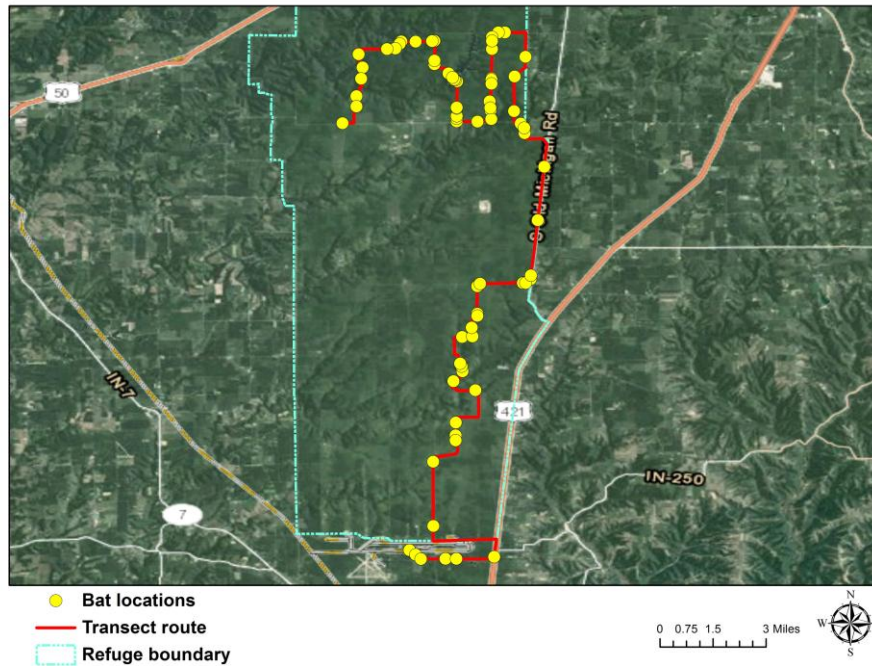 50
Old Michigan Rd
IN-7
421
IN-250
7
Bat locations
Transect route
Refuge boundary
0 0.75 1.5 3 Miles
N
W E
S